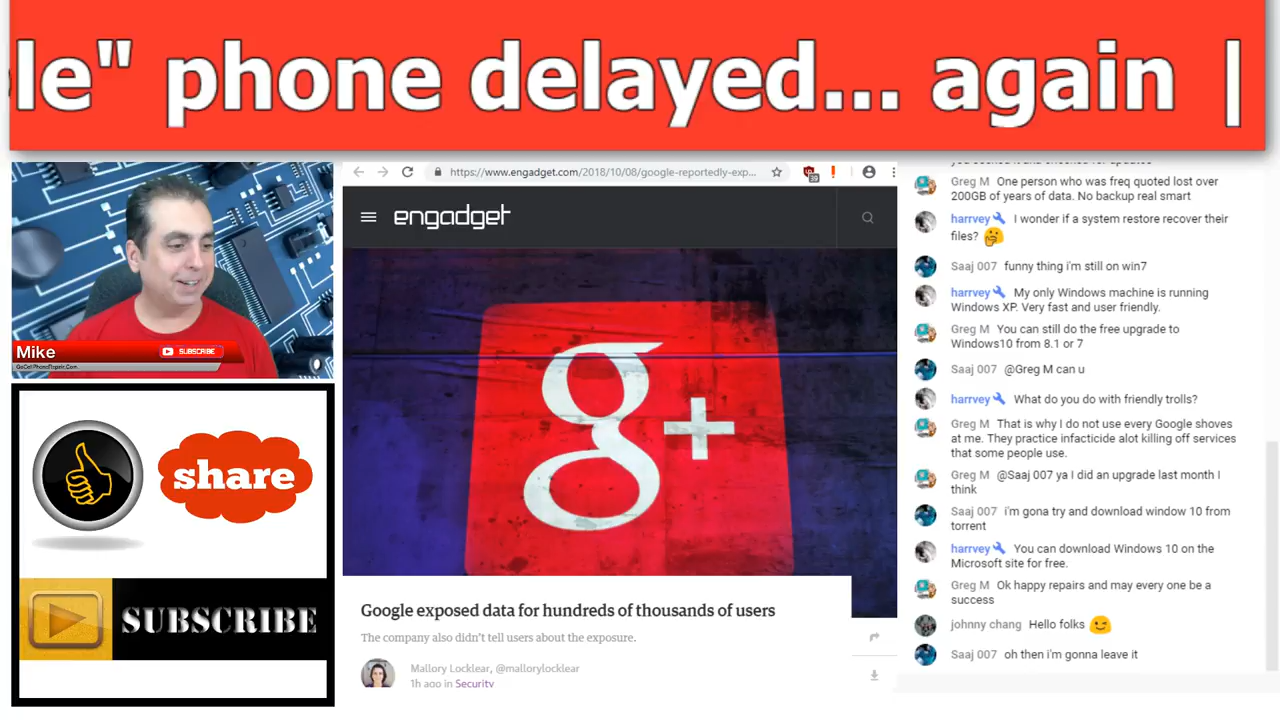 le" phone delayed... again |
Mike
SUBSCRIBE
GoCellPhoneRepair.Com
share
SUBSCRIBE
https://www.engadget.com/2018/10/08/google-reportedly-exp...
39
engadget
g+
Google exposed data for hundreds of thousands of users
The company also didn't tell users about the exposure.
Mallory Locklear, @mallorylocklear
1h ago in Security
Greg M One person who was freq quoted lost over
200GB of years of data. No backup real smart
harrvey I wonder if a system restore recover their
files?
Saaj 007 funny thing i'm still on win7
harrvey My only Windows machine is running
Windows XP. Very fast and user friendly.
Greg M You can still do the free upgrade to
Windows10 from 8.1 or 7
Saaj 007 @Greg M can u
harrvey What do you do with friendly trolls?
Greg M That is why I do not use every Google shoves
at me. They practice infacticide alot killing off services
that some people use.
Greg M @Saaj 007 ya I did an upgrade last month I
think
Saaj 007 i'm gona try and download window 10 from
torrent
harrvey You can download Windows 10 on the
Microsoft site for free.
Greg M Ok happy repairs and may every one be a
success
johnny chang Hello folks
Saaj 007 oh then i'm gonna leave it